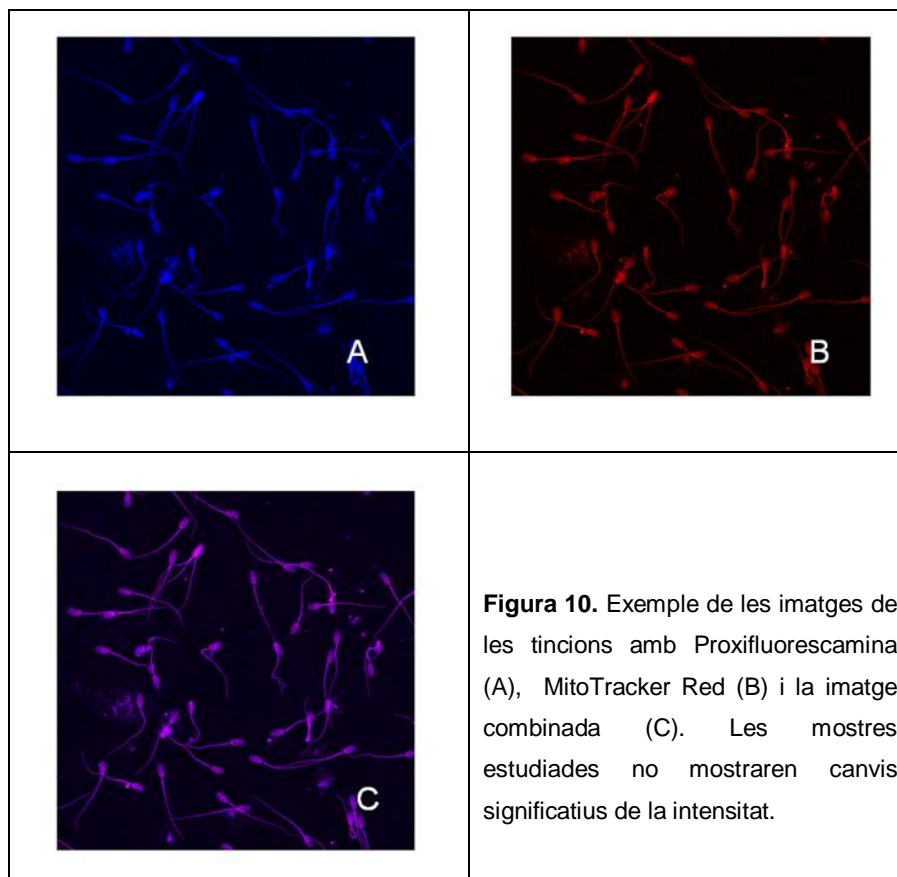 A
B
C
Figura 10. Exemple de les imatges de
les tincions amb Proxifluorescamina
(A), MitoTracker Red (B) i la imatge
combinada (C). Les mostres
estudiades no mostraren canvis
significatius de la intensitat.